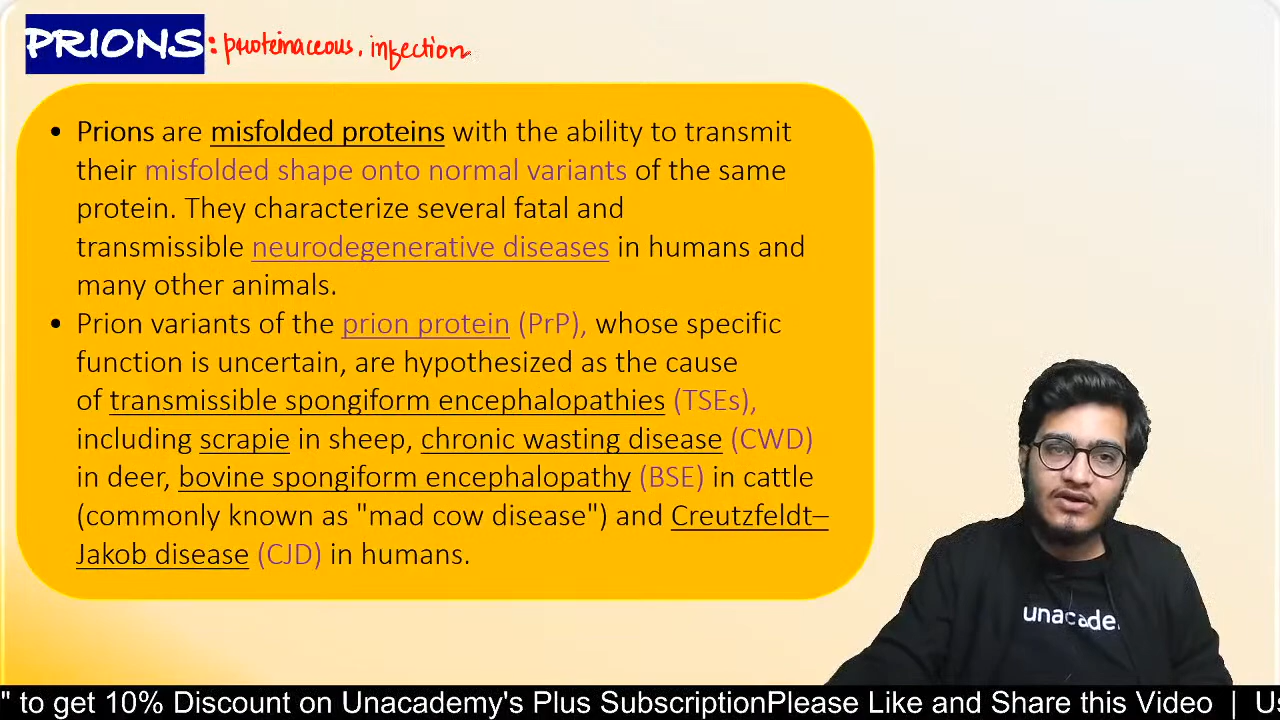 PRIONS : proteinaceous. infection
• Prions are misfolded proteins with the ability to transmit
their misfolded shape onto normal variants of the same
protein. They characterize several fatal and
transmissible neurodegenerative diseases in humans and
many other animals.
• Prion variants of the prion protein (PrP), whose specific
function is uncertain, are hypothesized as the cause
of transmissible spongiform encephalopathies (TSEs),
including scrapie in sheep, chronic wasting disease (CWD)
in deer, bovine spongiform encephalopathy (BSE) in cattle
(commonly known as "mad cow disease") and Creutzfeldt–
Jakob disease (CJD) in humans.
unacade
" to get 10% Discount on Unacademy's Plus SubscriptionPlease Like and Share this Video | Us